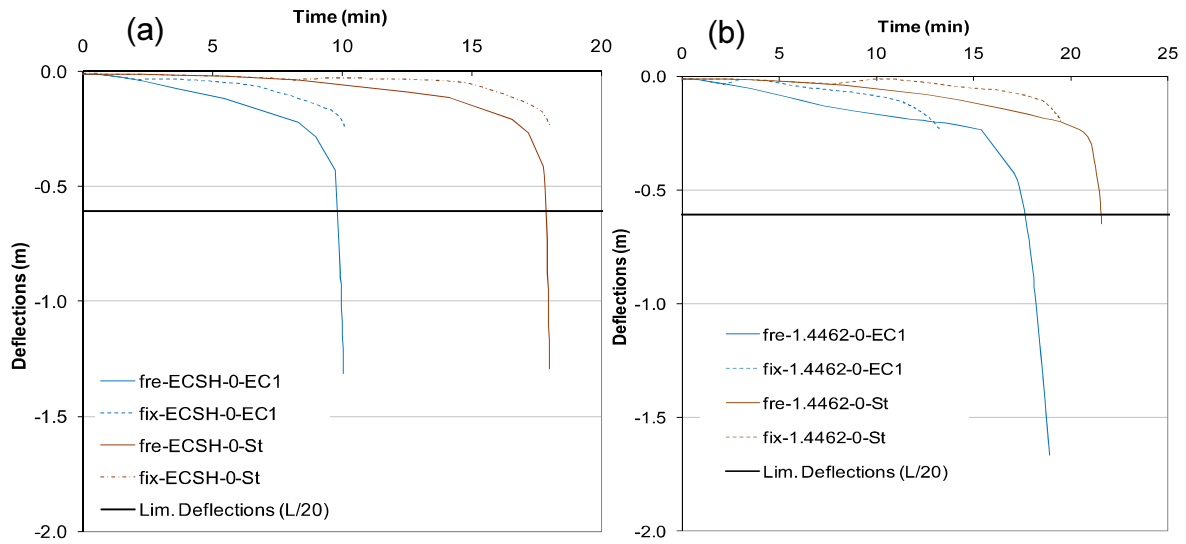 Time (min)
(a)
0 5 10 15 20
0.0
-0.5
-1.0
-1.5
-2.0
Deflections (m)
fre-ECSH-0-EC1
fix-ECSH-0-EC1
fre-ECSH-0-St
fix-ECSH-0-St
Lim. Deflections (L/20)
Time (min)
(b)
0 5 10 15 20 25
0.0
-0.5
-1.0
-1.5
-2.0
Deflections (m)
fre-1.4462-0-EC1
fix-1.4462-0-EC1
fre-1.4462-0-St
fix-1.4462-0-St
Lim. Deflections (L/20)